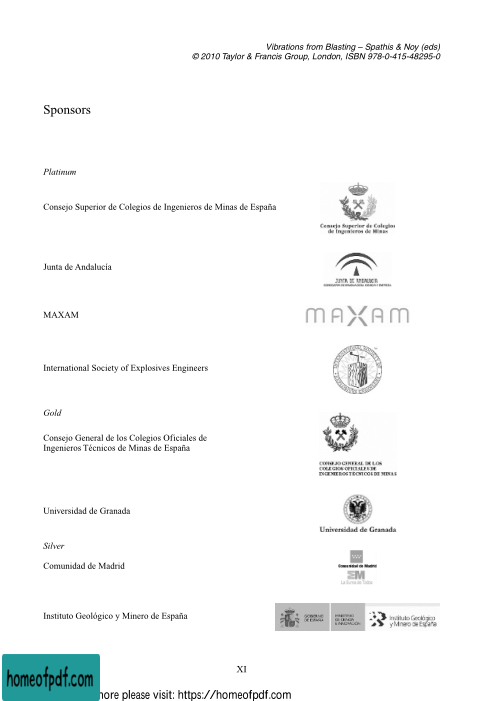 Vibrations from Blasting – Spathis & Noy (eds)
© 2010 Taylor & Francis Group, London, ISBN 978-0-415-48295-0
Sponsors
Platinum
Consejo Superior de Colegios de Ingenieros de Minas de España
Consejo Superior de Colegios
de Ingenieros de Minas
Junta de Andalucía
JUNTA DE ANDALUCIA
MAXAM
MAXAM
International Society of Explosives Engineers
Gold
Consejo General de los Colegios Oficiales de
Ingenieros Técnicos de Minas de España
CONSEJO GENERAL DE LOS
COLEGIOS OFICIALES DE
INGENIEROS TÉCNICOS DE MINAS
Universidad de Granada
Universidad de Granada
Silver
Comunidad de Madrid
Comunidad de Madrid
EM
La Suma de Todos
Instituto Geológico y Minero de España
GOBIERNO
DE ESPAÑA
MINISTERIO
DE CIENCIA
E INNOVACIÓN
Instituto Geológico
y Minero de España
XI
homeofpdf.com
more please visit: https://homeofpdf.com